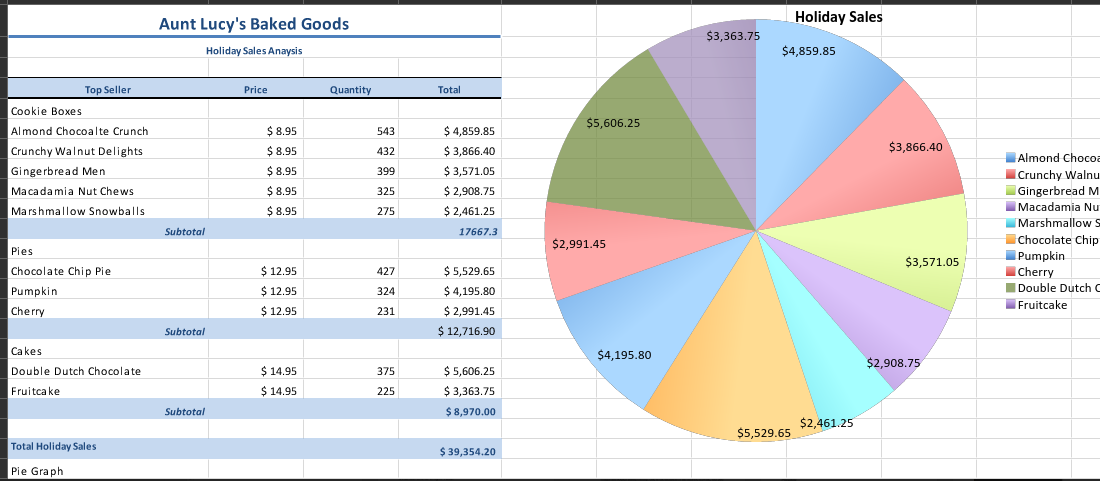 Aunt Lucy's Baked Goods
Holiday Sales Anaysis
Top Seller Price Quantity Total
Cookie Boxes
Almond Chocoalte Crunch $ 8.95 543 $ 4,859.85
Crunchy Walnut Delights $ 8.95 432 $ 3,866.40
Gingerbread Men $ 8.95 399 $ 3,571.05
Macadamia Nut Chews $ 8.95 325 $ 2,908.75
Marshmallow Snowballs $ 8.95 275 $ 2,461.25
Subtotal 17667.3
Pies
Chocolate Chip Pie $ 12.95 427 $ 5,529.65
Pumpkin $ 12.95 324 $ 4,195.80
Cherry $ 12.95 231 $ 2,991.45
Subtotal $ 12,716.90
Cakes
Double Dutch Chocolate $ 14.95 375 $ 5,606.25
Fruitcake $ 14.95 225 $ 3,363.75
Subtotal $ 8,970.00
Total Holiday Sales $ 39,354.20
Pie Graph
Holiday Sales
$3,363.75
$4,859.85
$5,606.25
$3,866.40
$2,991.45
$3,571.05
$4,195.80
$2,908.75
$2,461.25
$5,529.65
Almond Chocoa
Crunchy Walnu
Gingerbread M
Macadamia Nu
Marshmallow S
Chocolate Chip
Pumpkin
Cherry
Double Dutch C
Fruitcake